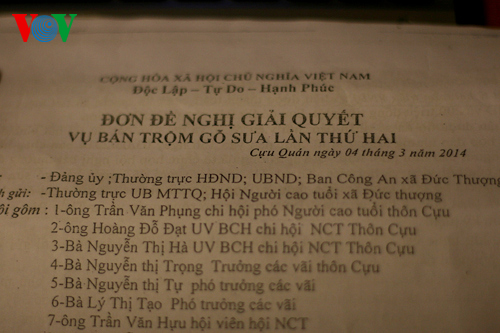 VOV
CỘNG HÒA XÃ HỘI CHỦ NGHĨA VIỆT NAM
Độc Lập – Tự Do – Hạnh Phúc
ĐƠN ĐỀ NGHỊ GIẢI QUYẾT
VỤ BÁN TRỘM GỖ SƯA LẦN THỨ HAI
Cựu Quán ngày 04 tháng 3 năm 2014
- Đảng ủy ;Thường trực HĐND; UBND; Ban Công An xã Đức Thượng
h gửi: -Thường trực UB MTTQ; Hội Người cao tuổi xã Đức thượng
ôi gồm : 1-ông Trần Văn Phụng chi hội phó Người cao tuổi thôn Cựu
2-ông Hoàng Đỗ Đạt UV BCH chi hội NCT Thôn Cựu
3-Bà Nguyễn Thị Hà UV BCH chi hội NCT Thôn Cựu
4-Bà Nguyễn thị Trọng Trưởng các vãi thôn Cựu
5-Bà Nguyễn thị Tự phó trưởng các vãi
6-Bà Lý Thị Tạo Phó trưởng các vãi
7-ông Trần Văn Hựu hội viên hội NCT